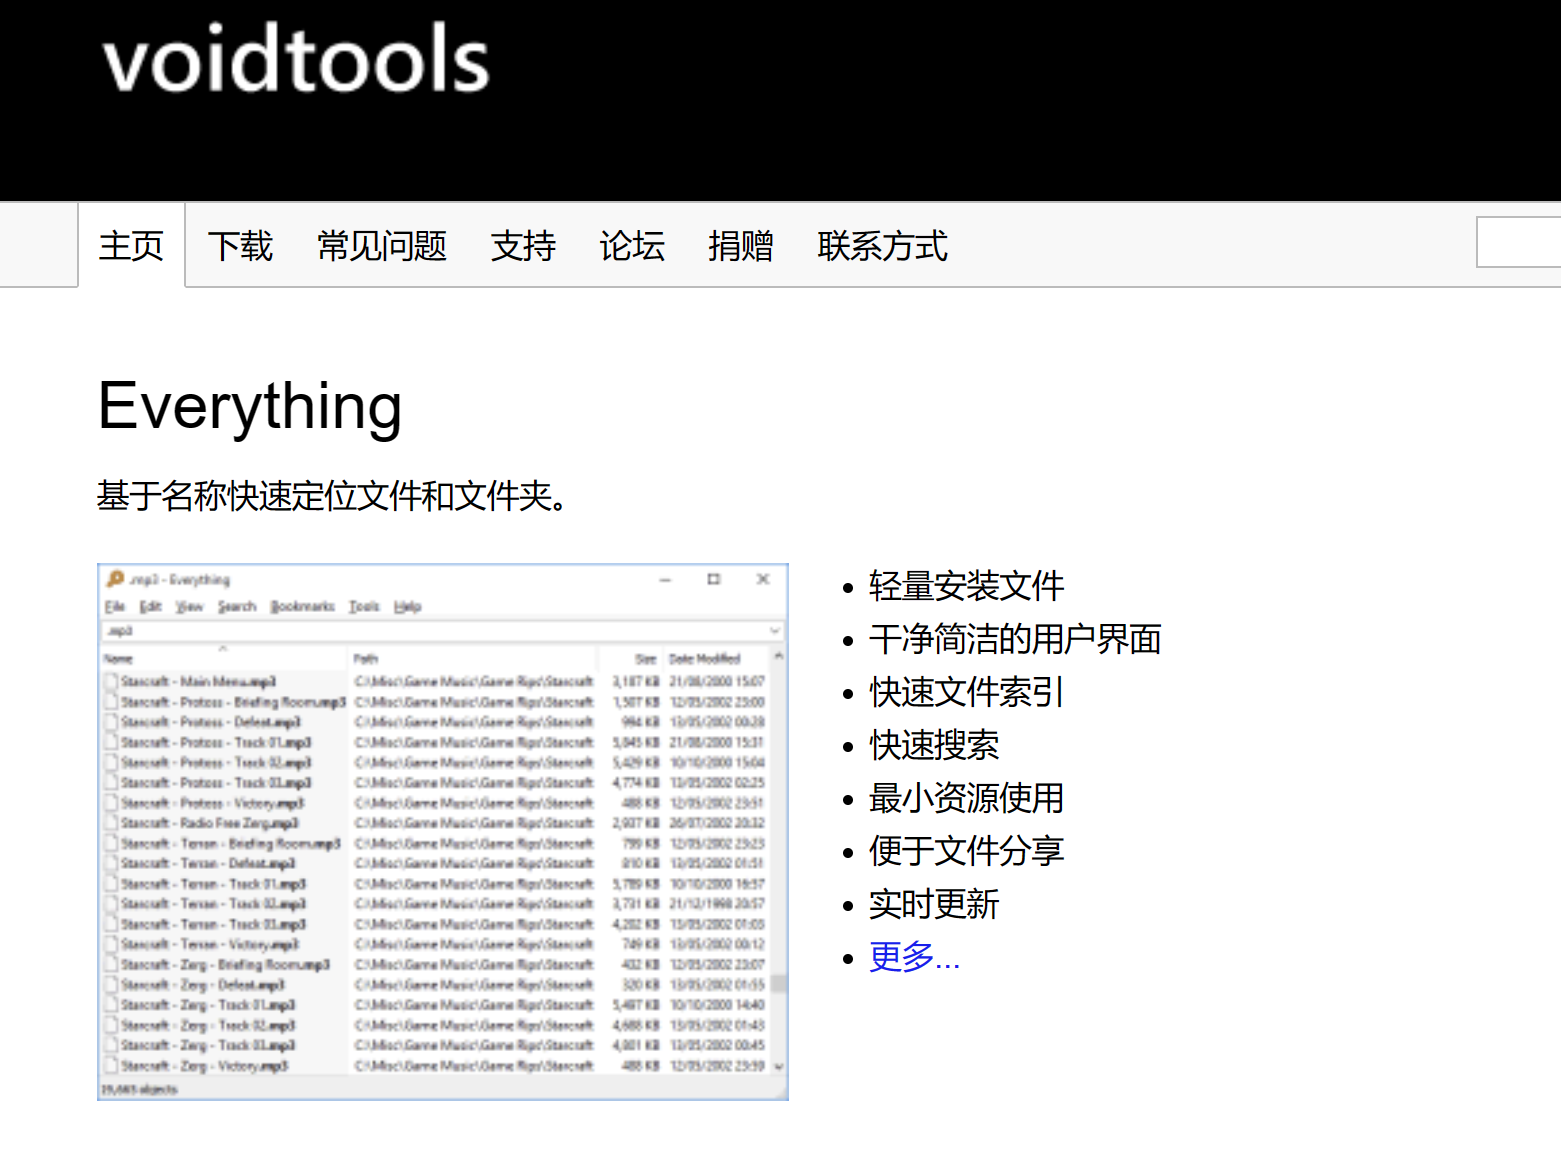 voidtools
主页 下载 常见问题 支持 论坛 捐赠 联系方式
Everything
基于名称快速定位文件和文件夹。
.mp3 - Everything
File Edit View Search Bookmarks Tools Help
.mp3
Name Path Size Date Modified
Starcraft - Main Menu.mp3 C:\Misc\Game Music\Game Rips\Starcraft 3,187 KB 21/08/2000 15:07
Starcraft - Protoss - Briefing Room.mp3 C:\Misc\Game Music\Game Rips\Starcraft 1,507 KB 12/05/2002 23:00
Starcraft - Protoss - Defeat.mp3 C:\Misc\Game Music\Game Rips\Starcraft 994 KB 13/05/2002 00:28
Starcraft - Protoss - Track 01.mp3 C:\Misc\Game Music\Game Rips\Starcraft 5,845 KB 21/08/2000 15:31
Starcraft - Protoss - Track 02.mp3 C:\Misc\Game Music\Game Rips\Starcraft 5,429 KB 10/10/2000 15:04
Starcraft - Protoss - Track 03.mp3 C:\Misc\Game Music\Game Rips\Starcraft 4,774 KB 13/05/2002 02:25
Starcraft - Protoss - Victory.mp3 C:\Misc\Game Music\Game Rips\Starcraft 488 KB 12/05/2002 23:51
Starcraft - Radio Free Zerg.mp3 C:\Misc\Game Music\Game Rips\Starcraft 2,937 KB 26/07/2002 20:32
Starcraft - Terran - Briefing Room.mp3 C:\Misc\Game Music\Game Rips\Starcraft 799 KB 12/05/2002 23:23
Starcraft - Terran - Defeat.mp3 C:\Misc\Game Music\Game Rips\Starcraft 810 KB 13/05/2002 01:51
Starcraft - Terran - Track 01.mp3 C:\Misc\Game Music\Game Rips\Starcraft 5,789 KB 10/10/2000 16:57
Starcraft - Terran - Track 02.mp3 C:\Misc\Game Music\Game Rips\Starcraft 3,731 KB 21/12/1998 20:57
Starcraft - Terran - Track 03.mp3 C:\Misc\Game Music\Game Rips\Starcraft 4,202 KB 13/05/2002 01:05
Starcraft - Terran - Victory.mp3 C:\Misc\Game Music\Game Rips\Starcraft 749 KB 13/05/2002 00:12
Starcraft - Zerg - Briefing Room.mp3 C:\Misc\Game Music\Game Rips\Starcraft 432 KB 12/05/2002 23:07
Starcraft - Zerg - Defeat.mp3 C:\Misc\Game Music\Game Rips\Starcraft 320 KB 13/05/2002 01:55
Starcraft - Zerg - Track 01.mp3 C:\Misc\Game Music\Game Rips\Starcraft 5,497 KB 10/10/2000 14:40
Starcraft - Zerg - Track 02.mp3 C:\Misc\Game Music\Game Rips\Starcraft 4,688 KB 13/05/2002 01:43
Starcraft - Zerg - Track 03.mp3 C:\Misc\Game Music\Game Rips\Starcraft 4,801 KB 13/05/2002 00:45
Starcraft - Zerg - Victory.mp3 C:\Misc\Game Music\Game Rips\Starcraft 488 KB 12/05/2002 23:59
objects
轻量安装文件
干净简洁的用户界面
快速文件索引
快速搜索
最小资源使用
便于文件分享
实时更新
更多...